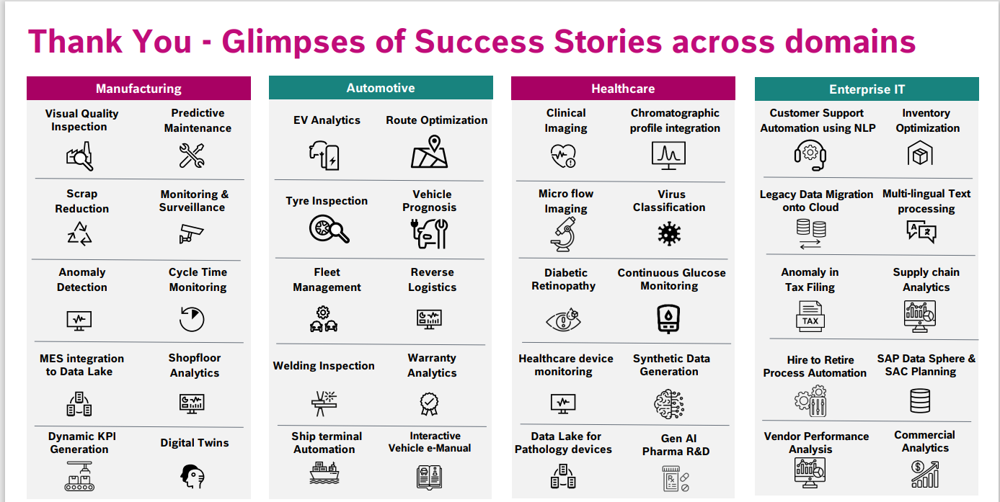 Thank You - Glimpses of Success Stories across domains
Manufacturing
Visual Quality
Inspection
Predictive
Maintenance
Scrap
Reduction
Monitoring &
Surveillance
Anomaly
Detection
Cycle Time
Monitoring
MES integration
to Data Lake
Shopfloor
Analytics
Dynamic KPI
Generation
Digital Twins
Automotive
EV Analytics
Route Optimization
Tyre Inspection
Vehicle
Prognosis
Fleet
Management
Reverse
Logistics
Welding Inspection
Warranty
Analytics
Ship terminal
Automation
Interactive
Vehicle e-Manual
Healthcare
Clinical
Imaging
Chromatographic
profile integration
Micro flow
Imaging
Virus
Classification
Diabetic
Retinopathy
Continuous Glucose
Monitoring
Healthcare device
monitoring
Synthetic Data
Generation
Data Lake for
Pathology devices
Gen AI
Pharma R&D
Rx
Enterprise IT
Customer Support
Automation using NLP
Inventory
Optimization
Legacy Data Migration
onto Cloud
Multi-lingual Text
processing
A
Anomaly in
Tax Filing
TAX
Supply chain
Analytics
Hire to Retire
Process Automation
SAP Data Sphere &
SAC Planning
Vendor Performance
Analysis
Commercial
Analytics
$